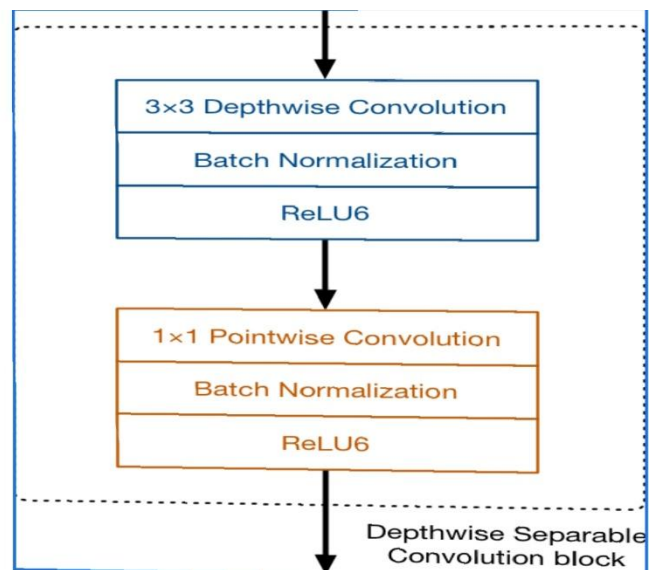 3×3 Depthwise Convolution
Batch Normalization
ReLU6
1×1 Pointwise Convolution
Batch Normalization
ReLU6
Depthwise Separable
Convolution block